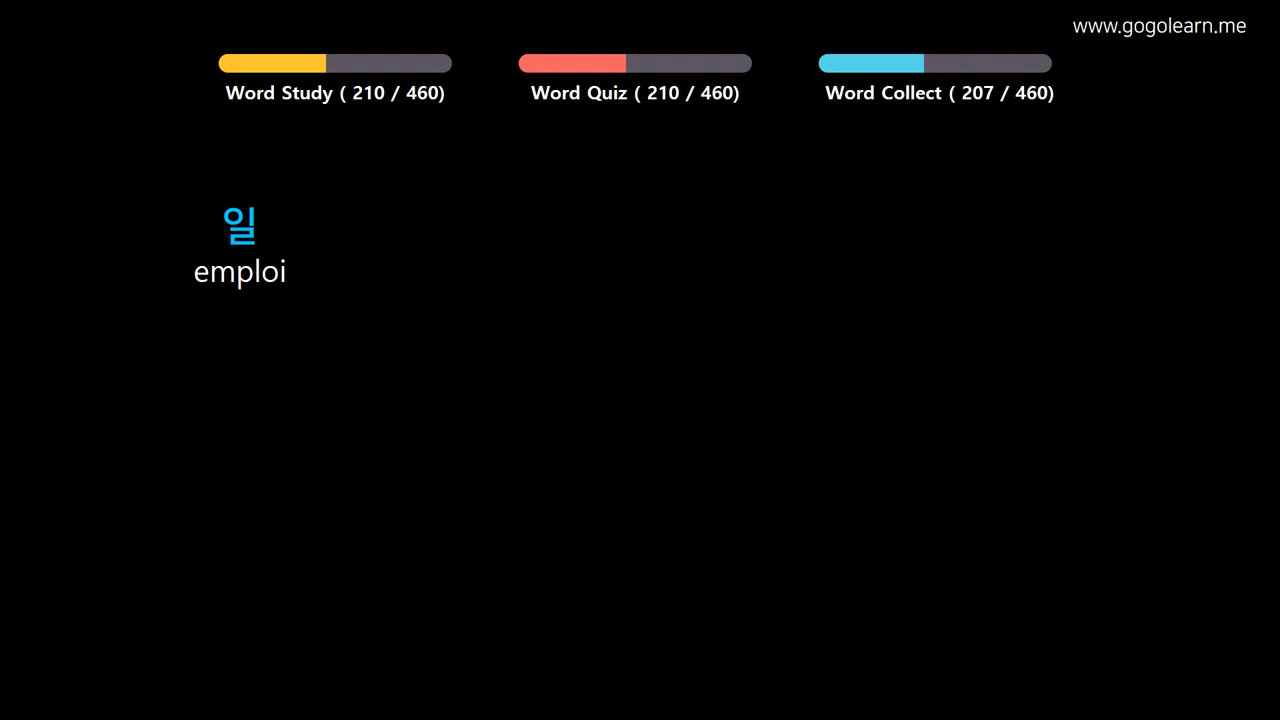 www.gogolearn.me
Word Study ( 210 / 460)
Word Quiz ( 210 / 460)
Word Collect ( 207 / 460)
일
emploi